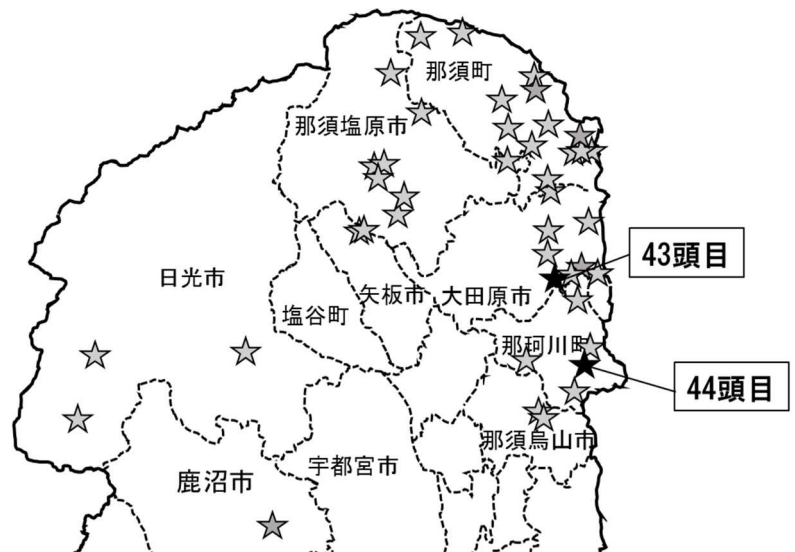 那須町
那須塩原市
43頭目
日光市
矢板市
大田原市
塩谷町
那珂川町
44頭目
那須烏山市
宇都宮市
鹿沼市